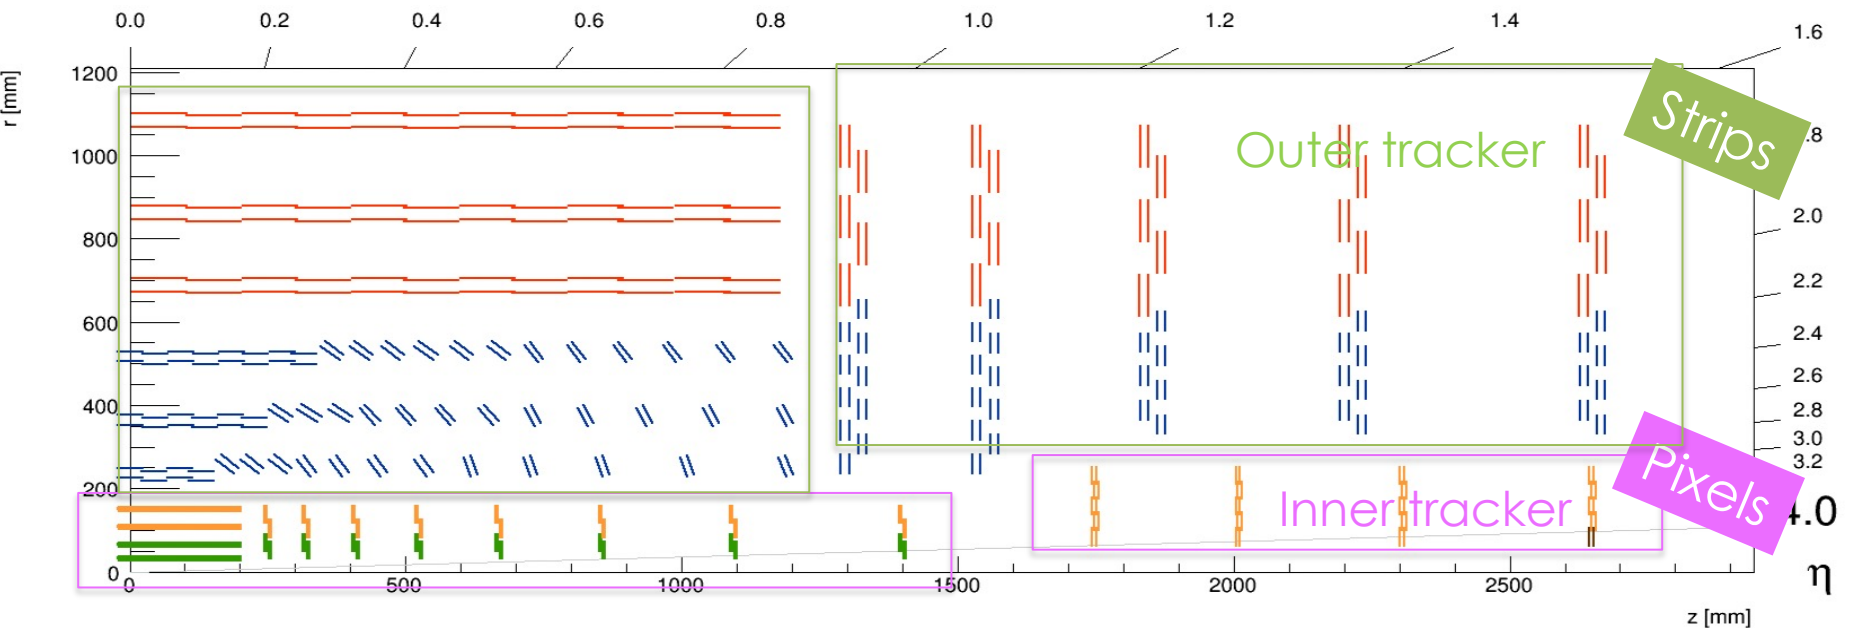 0.0 0.2 0.4 0.6 0.8 1.0 1.2 1.4 1.6
r [mm]
1200
1000
800
600
400
200
0
Outer tracker
Strips
.8
2.0
2.2
2.4
2.6
2.8
3.0
3.2
Pixels
Inner tracker
4.0
η
0 500 1000 1500 2000 2500
z [mm]